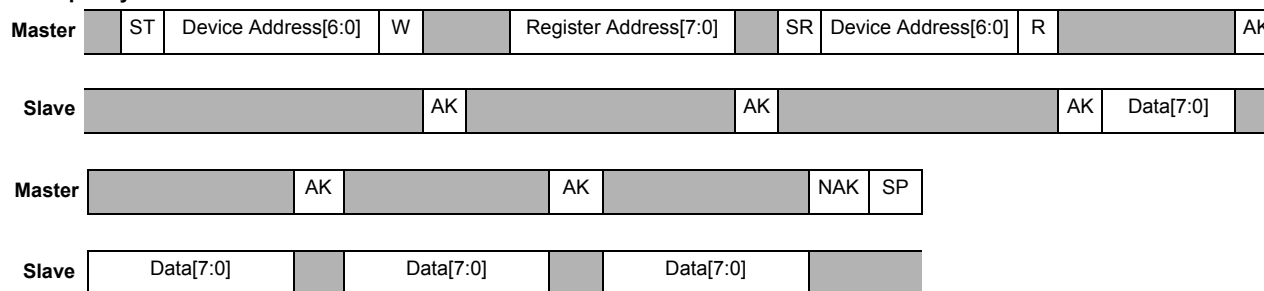 Master ST Device Address[6:0] W Register Address[7:0] SR Device Address[6:0] R AK
Slave AK AK AK Data[7:0]
Master AK AK NAK SP
Slave Data[7:0] Data[7:0] Data[7:0]